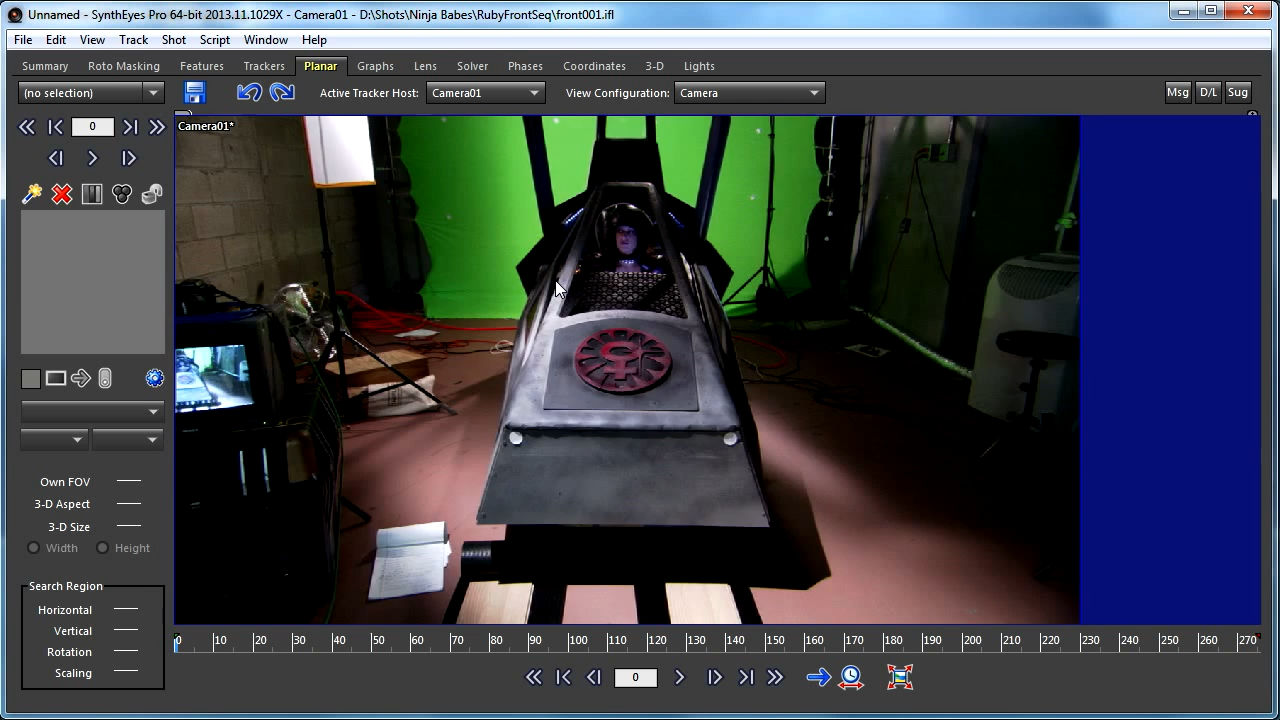 Unnamed - SynthEyes Pro 64-bit 2013.11.1029X - Camera01 - D:\Shots\Ninja Babes\RubyFrontSeq\front001.ifl
File Edit View Track Shot Script Window Help
Summary Roto Masking Features Trackers Planar Graphs Lens Solver Phases Coordinates 3-D Lights
(no selection) Active Tracker Host: Camera01 View Configuration: Camera Msg D/L Sug
0
Camera01*
Own FOV
3-D Aspect
3-D Size
Width Height
Search Region
Horizontal
Vertical
Rotation
Scaling
0 10 20 30 40 50 60 70 80 90 100 110 120 130 140 150 160 170 180 190 200 210 220 230 240 250 260 270
0